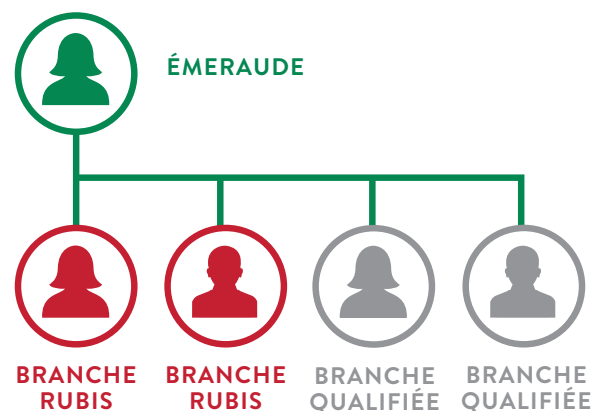 ÉMERAUDE
BRANCHE
RUBIS
BRANCHE
RUBIS
BRANCHE
QUALIFIÉE
BRANCHE
QUALIFIÉE